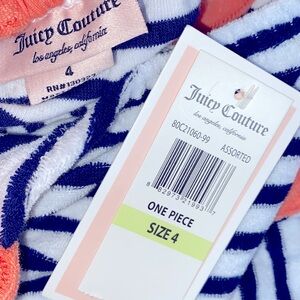 Juicy Couture
los angeles, california
4
Juicy Couture
los angeles, california
80C21060-99
ASSORTED
ONE PIECE
SIZE 4